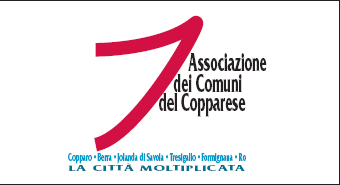 Associazione
dei Comuni
del Copparese
Copparo • Berra • Jolanda di Savoia • Tresigallo • Formignana • Ro
LA CITTÀ MOLTIPLICATA